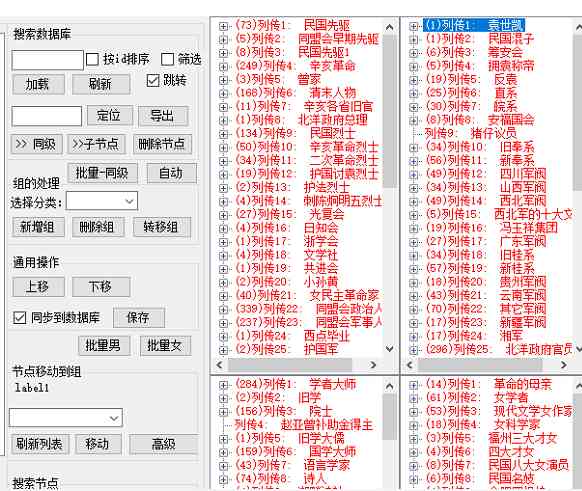 搜索数据库
按id排序
筛选
加载
刷新
跳转
定位
导出
>> 同级
>>子节点
删除节点
批量-同级
自动
组的处理
选择分类:
新增组
删除组
转移组
通用操作
上移
下移
同步到数据库
保存
批量男
批量女
节点移动到组
label1
刷新列表
移动
高级
搜索节点
(73)列传1: 民国先驱
(5)列传2: 同盟会早期先驱
(8)列传3: 民国先驱1
(249)列传4: 辛亥革命
(3)列传5: 曾家
(168)列传6: 清末人物
(11)列传7: 辛亥各省旧官
(1)列传8: 北洋政府总理
(134)列传9: 民国烈士
(50)列传10: 辛亥革命烈士
(34)列传11: 二次革命烈士
(19)列传12: 护国讨袁烈士
(2)列传13: 护法烈士
(4)列传14: 刺陈炯明五烈士
(27)列传15: 光复会
(4)列传16: 日知会
(1)列传17: 浙学会
(4)列传18: 文学社
(1)列传19: 共进会
(2)列传20: 小孙黄
(40)列传21: 女民主革命家
(339)列传22: 同盟会政治人
(237)列传23: 同盟会军事人
(1)列传24: 西点毕业
(2)列传25: 护国军
(1)列传1: 袁世凯
(2)列传2: 民国混子
(6)列传3: 筹安会
(4)列传4: 拥袁称帝
(19)列传5: 反袁
(25)列传6: 直系
(30)列传7: 皖系
(8)列传8: 安福国会
列传9: 猪仔议员
(34)列传10: 旧奉系
(56)列传11: 新奉系
(49)列传12: 四川军阀
(34)列传13: 山西军阀
(49)列传14: 西北军
(5)列传15: 西北军的十大文
(19)列传16: 冯玉祥集团
(27)列传17: 广东军阀
(34)列传18: 旧桂系
(57)列传19: 新桂系
(18)列传20: 贵州军阀
(43)列传21: 云南军阀
(70)列传22: 其它军阀
(17)列传23: 新疆军阀
(17)列传24: 湘军
(296)列传25: 北洋政府官员
(284)列传1: 学者大师
(2)列传2: 旧学
(156)列传3: 院士
列传4: 赵亚曾补助金得主
(1)列传5: 旧学大儒
(159)列传6: 国学大师
(43)列传7: 语言学家
(74)列传8: 诗人
(14)列传1: 革命的母亲
(61)列传2: 女学者
(53)列传3: 现代文学女作家
(18)列传4: 女科学家
(3)列传5: 福州三大才女
(4)列传6: 四大才女
(8)列传7: 民国八大女演员
(6)列传8: 民国名妓